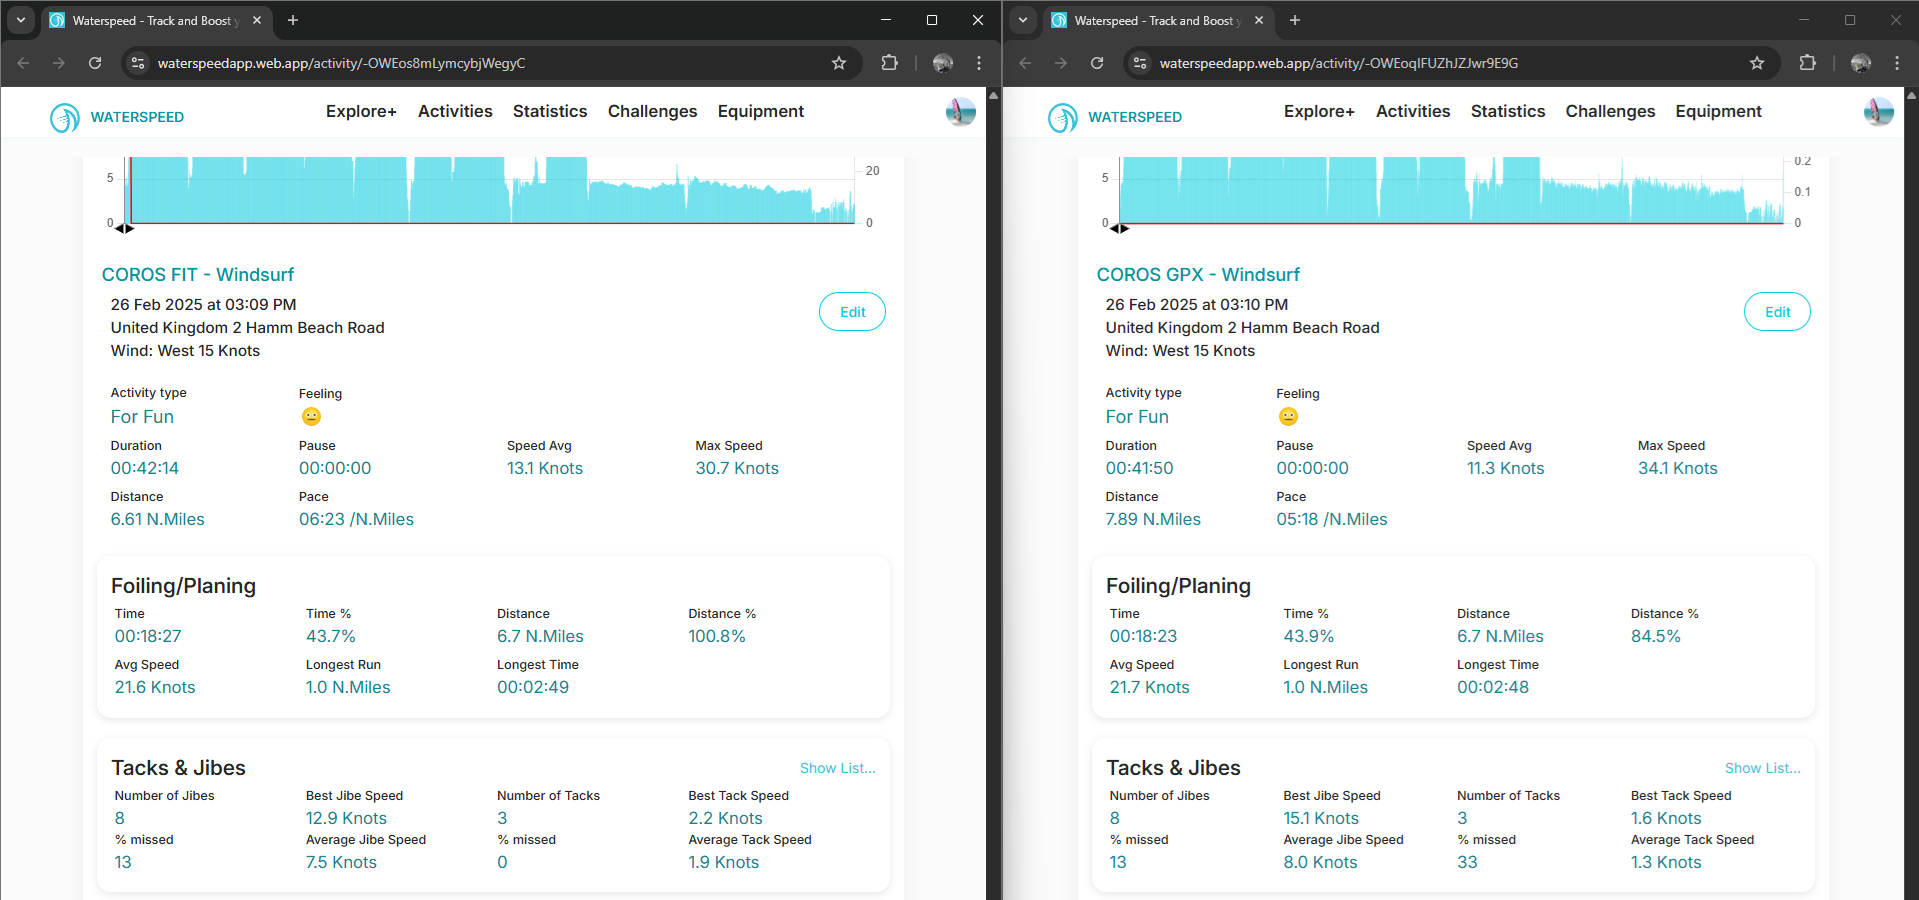 Waterspeed - Track and Boost y
waterspeedapp.web.app/activity/-OWEos8mLymcybjWegyC
WATERSPEED
Explore+ Activities Statistics Challenges Equipment
5
0
20
0
COROS FIT - Windsurf
26 Feb 2025 at 03:09 PM
United Kingdom 2 Hamm Beach Road
Wind: West 15 Knots
Edit
Activity type Feeling
For Fun
Duration Pause Speed Avg Max Speed
00:42:14 00:00:00 13.1 Knots 30.7 Knots
Distance Pace
6.61 N.Miles 06:23 /N.Miles
Foiling/Planing
Time Time % Distance Distance %
00:18:27 43.7% 6.7 N.Miles 100.8%
Avg Speed Longest Run Longest Time
21.6 Knots 1.0 N.Miles 00:02:49
Tacks & Jibes Show List...
Number of Jibes Best Jibe Speed Number of Tacks Best Tack Speed
8 12.9 Knots 3 2.2 Knots
% missed Average Jibe Speed % missed Average Tack Speed
13 7.5 Knots 0 1.9 Knots
Waterspeed - Track and Boost y
waterspeedapp.web.app/activity/-OWEoqIFUZhJZJwr9E9G
WATERSPEED
Explore+ Activities Statistics Challenges Equipment
5
0
0.2
0.1
0
COROS GPX - Windsurf
26 Feb 2025 at 03:10 PM
United Kingdom 2 Hamm Beach Road
Wind: West 15 Knots
Edit
Activity type Feeling
For Fun
Duration Pause Speed Avg Max Speed
00:41:50 00:00:00 11.3 Knots 34.1 Knots
Distance Pace
7.89 N.Miles 05:18 /N.Miles
Foiling/Planing
Time Time % Distance Distance %
00:18:23 43.9% 6.7 N.Miles 84.5%
Avg Speed Longest Run Longest Time
21.7 Knots 1.0 N.Miles 00:02:48
Tacks & Jibes Show List...
Number of Jibes Best Jibe Speed Number of Tacks Best Tack Speed
8 15.1 Knots 3 1.6 Knots
% missed Average Jibe Speed % missed Average Tack Speed
13 8.0 Knots 33 1.3 Knots